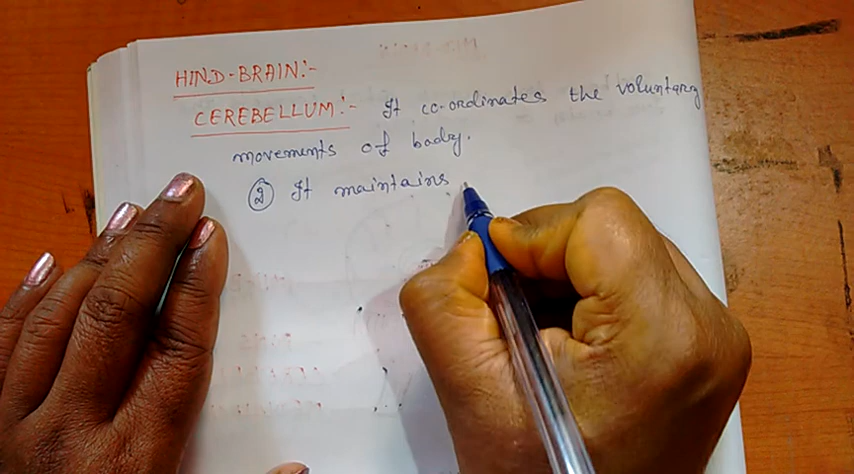 HIND-BRAIN:-
CEREBELLUM:- It co-ordinates the voluntary
movements of body.
② It maintains